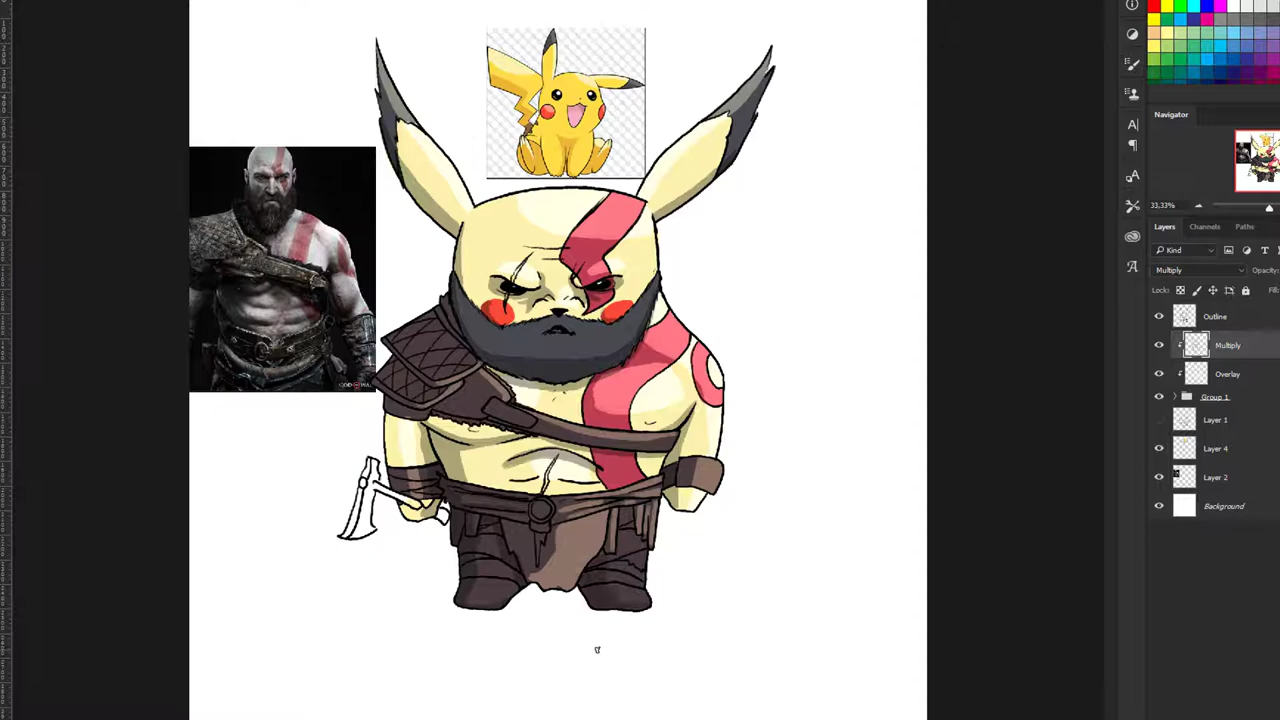 Navigator
33,33%
Layers Channels Paths
Kind
Multiply Opacity
Lock: Fill:
Outline
Multiply
Overlay
Group 1
Layer 1
Layer 4
Layer 2
Background